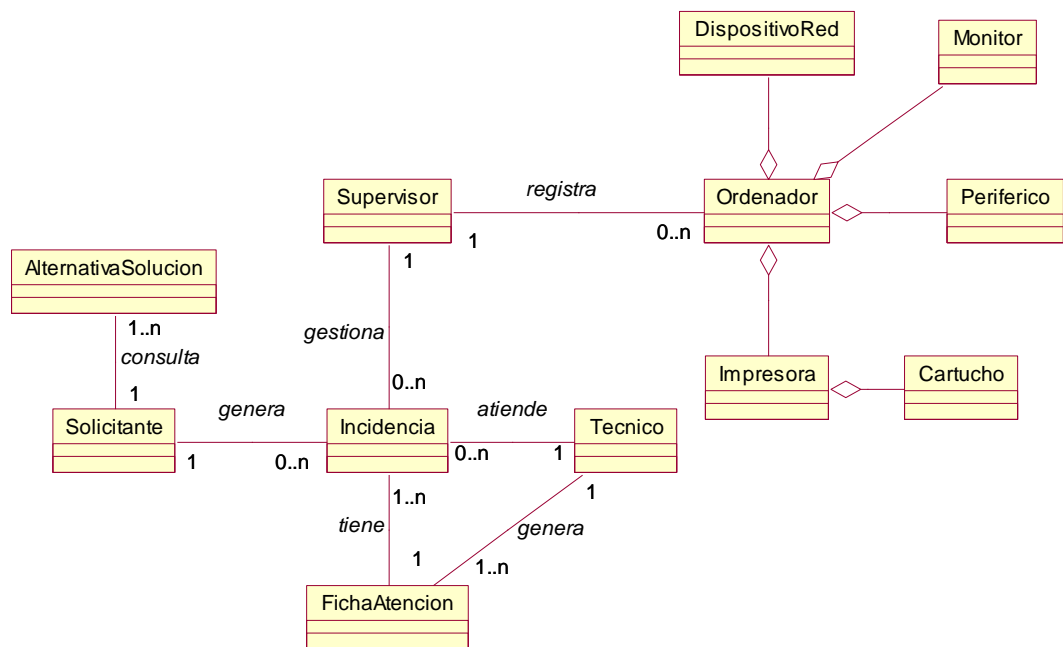 DispositivoRed
Monitor
Supervisor
registra
Ordenador
Periferico
1
0..n
1
AlternativaSolucion
1..n
gestiona
consulta
Impresora
Cartucho
1
genera
0..n
atiende
Solicitante
Incidencia
Tecnico
1
0..n
0..n
1
1..n
1
tiene
genera
1
1..n
FichaAtencion